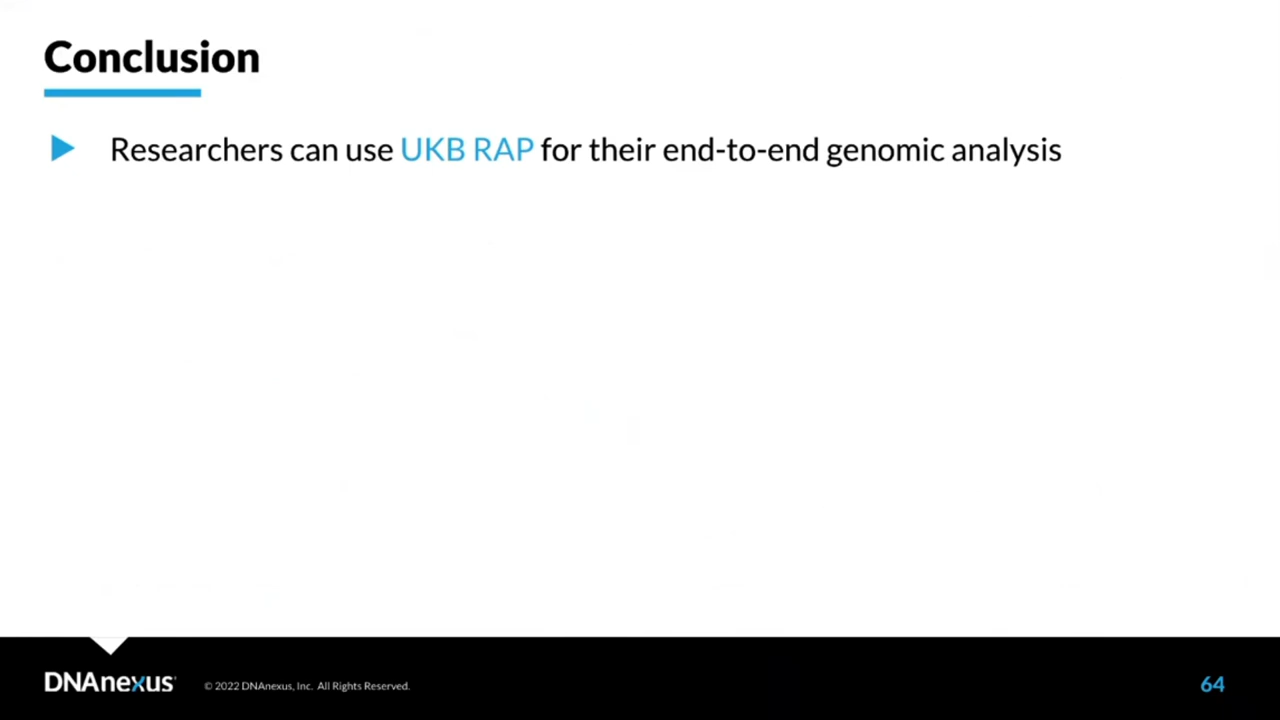 Conclusion
Researchers can use UKB RAP for their end-to-end genomic analysis
DNAnexus
© 2022 DNAnexus, Inc. All Rights Reserved.
64